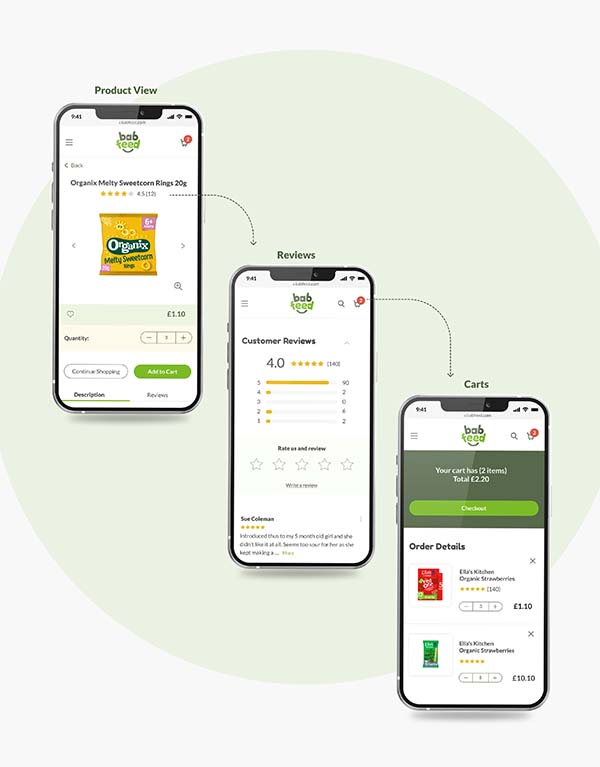 Product View
9:41
bab
feed
2
Back
Organix Melty Sweetcorn Rings 20g
4.5 (12)
6+
Organix
Melty Sweetcorn
Rings
£1.10
Quantity:
3
Continue Shopping
Add to Cart
Description
Reviews
Reviews
9:41
bab
feed
2
Customer Reviews
4.0
(140)
5 90
4 2
3
2 6
1 2
Rate us and review
Write a review
Sue Coleman
Introduced thus to my 5 month old girl and she
didn't like it at all. Seems too sour for her as she
kept making a .... More
Carts
9:41
bab
feed
2
Your cart has (2 items)
Total £2.20
Checkout
Order Details
Ella's Kitchen
Organic Strawberries
(140)
£1.10
Ella's Kitchen
Organic Strawberries
8
£10.10